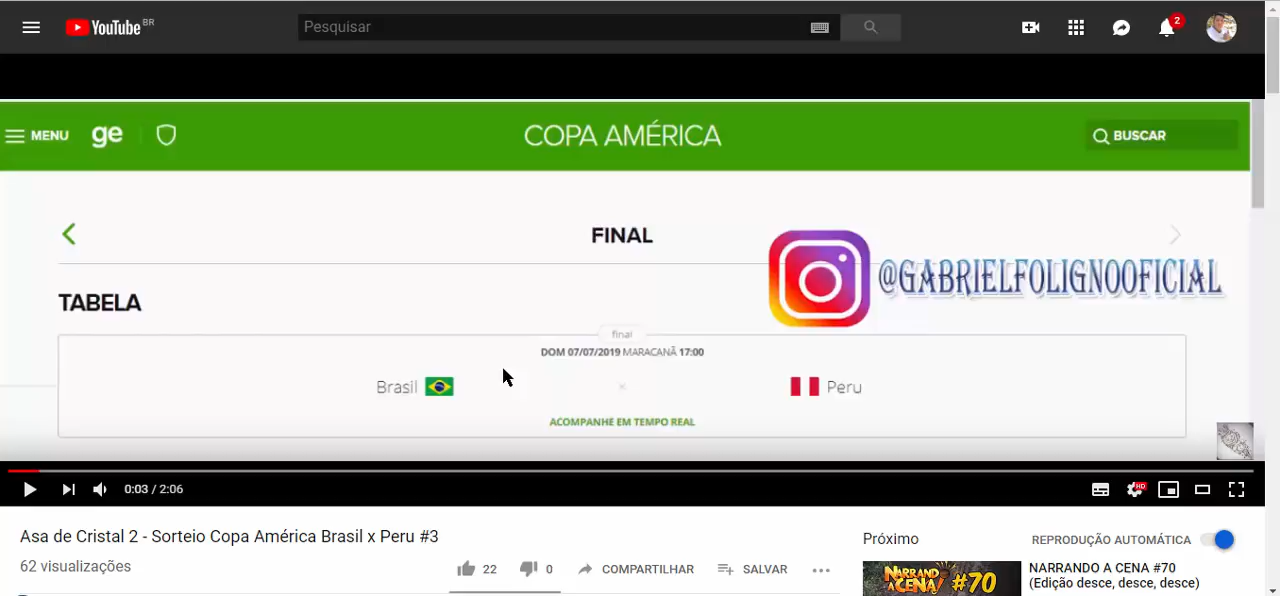 YouTube BR
Pesquisar
2
MENU ge
COPA AMÉRICA
BUSCAR
FINAL
@GABRIELFOLIGNOOFICIAL
TABELA
final
DOM 07/07/2019 MARACANÃ 17:00
Brasil × Peru
ACOMPANHE EM TEMPO REAL
0:03 / 2:06
HD
Asa de Cristal 2 - Sorteio Copa América Brasil x Peru #3
62 visualizações
22 0 COMPARTILHAR SALVAR
Próximo
REPRODUÇÃO AUTOMÁTICA
NARRANDO A CENA! #70
NARRANDO A CENA #70
(Edição desce, desce, desce)